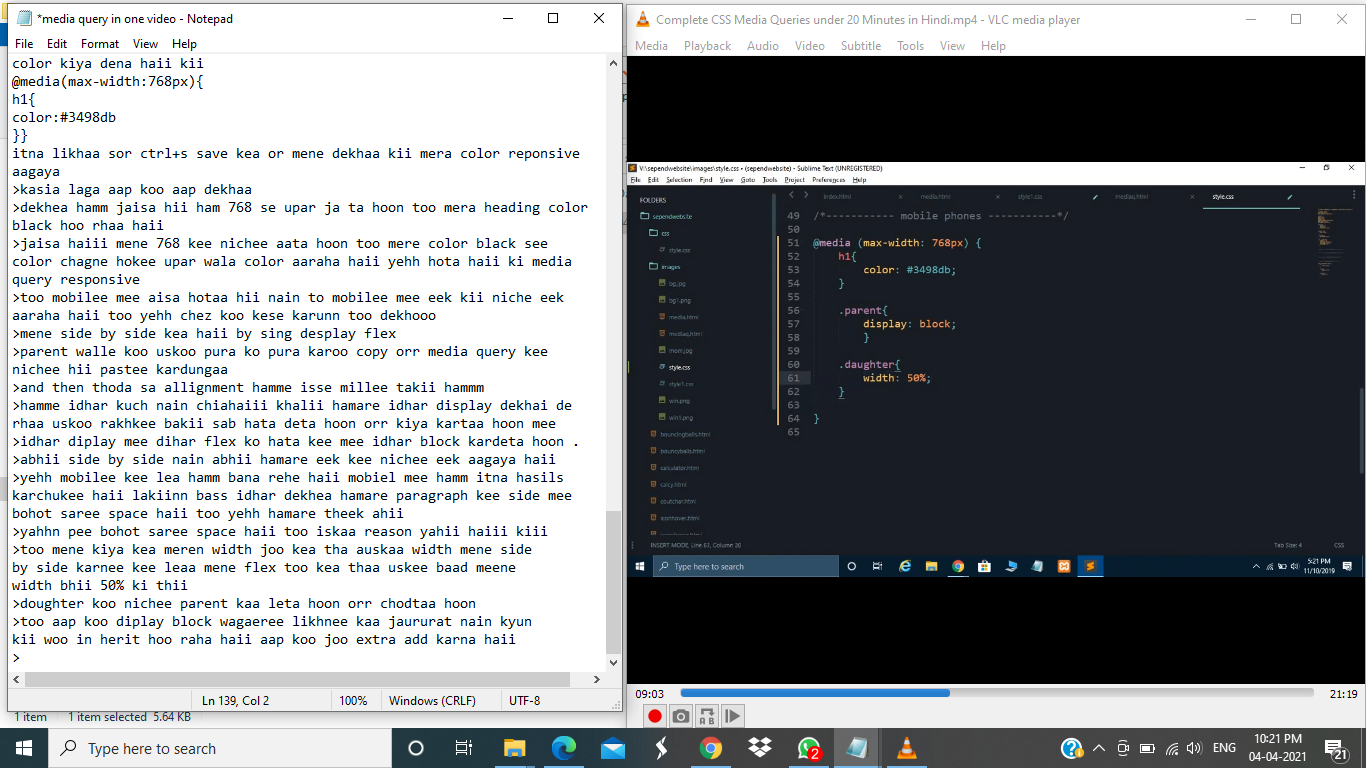 *media query in one video - Notepad
File Edit Format View Help
color kiya dena haii kii
@media(max-width:768px){
h1{
color:#3498db
}}
itna likhaa sor ctrl+s save kea or mene dekhaa kii mera color reponsive
aagaya
>kasia laga aap koo aap dekhaa
>dekhea hamm jaisa hii ham 768 se upar ja ta hoon too mera heading color
black hoo rhaa haii
>jaisa haiii mene 768 kee nichee aata hoon too mere color black see
color chagne hokee upar wala color aaraha haii yehh hota haii ki media
query responsive
>too mobilee mee aisa hotaa hii nain to mobilee mee eek kii niche eek
aaraha haii too yehh chez koo kese karunn too dekhooo
>mene side by side kea haii by sing desplay flex
>parent walle koo uskoo pura ko pura karoo copy orr media query kee
nichee hii pastee kardungaa
>and then thoda sa allignment hamme isse millee takii hammm
>hamme idhar kuch nain chiahaiii khalii hamare idhar display dekhai de
rhaa uskoo rakhkee bakii sab hata deta hoon orr kiya kartaa hoon mee
>idhar diplay mee dihar flex ko hata kee mee idhar block kardeta hoon .
>abhii side by side nain abhii hamare eek kee nichee eek aagaya haii
>yehh mobilee kee lea hamm bana rehe haii mobiel mee hamm itna hasils
karchukee haii lakiinn bass idhar dekhea hamare paragraph kee side mee
bohot saree space haii too yehh hamare theek ahii
>yahhn pee bohot saree space haii too iskaa reason yahii haiii kiii
>too mene kiya kea meren width joo kea tha auskaa width mene side
by side karnee kee leaa mene flex too kea thaa uskee baad meene
width bhii 50% ki thii
>doughter koo nichee parent kaa leta hoon orr chodtaa hoon
>too aap koo diplay block wagaeree likhnee kaa jaururat nain kyun
kii woo in herit hoo raha haii aap koo joo extra add karna haii
>
Ln 139, Col 2 100% Windows (CRLF) UTF-8
1 item 1 item selected 5.64 KB
Complete CSS Media Queries under 20 Minutes in Hindi.mp4 - VLC media player
Media Playback Audio Video Subtitle Tools View Help
V:\sependwebsite\images\style.css • (sependwebsite) - Sublime Text (UNREGISTERED)
File Edit Selection Find View Goto Tools Project Preferences Help
index.html media.html style1.css mediaq.html style.css
FOLDERS
sependwebsite
css
style.css
images
bg.jpg
bg1.png
media.html
mediaq.html
mom.jpg
style.css
style1.css
win.png
win1.png
bouncingballs.html
bouncyballs.html
calculator.html
calcy.html
coutchar.html
49 /*----------- mobile phones -----------*/
50
51 @media (max-width: 768px) {
52 h1{
53 color: #3498db;
54 }
55
56 .parent{
57 display: block;
58 }
59
60 .daughter{
61 width: 50%;
62 }
63
64 }
65
INSERT MODE, Line 61, Column 20 Tab Size: 4 CSS
Type here to search
5:21 PM
11/10/2019
09:03 21:19
Type here to search
2
ENG
10:21 PM
04-04-2021
21